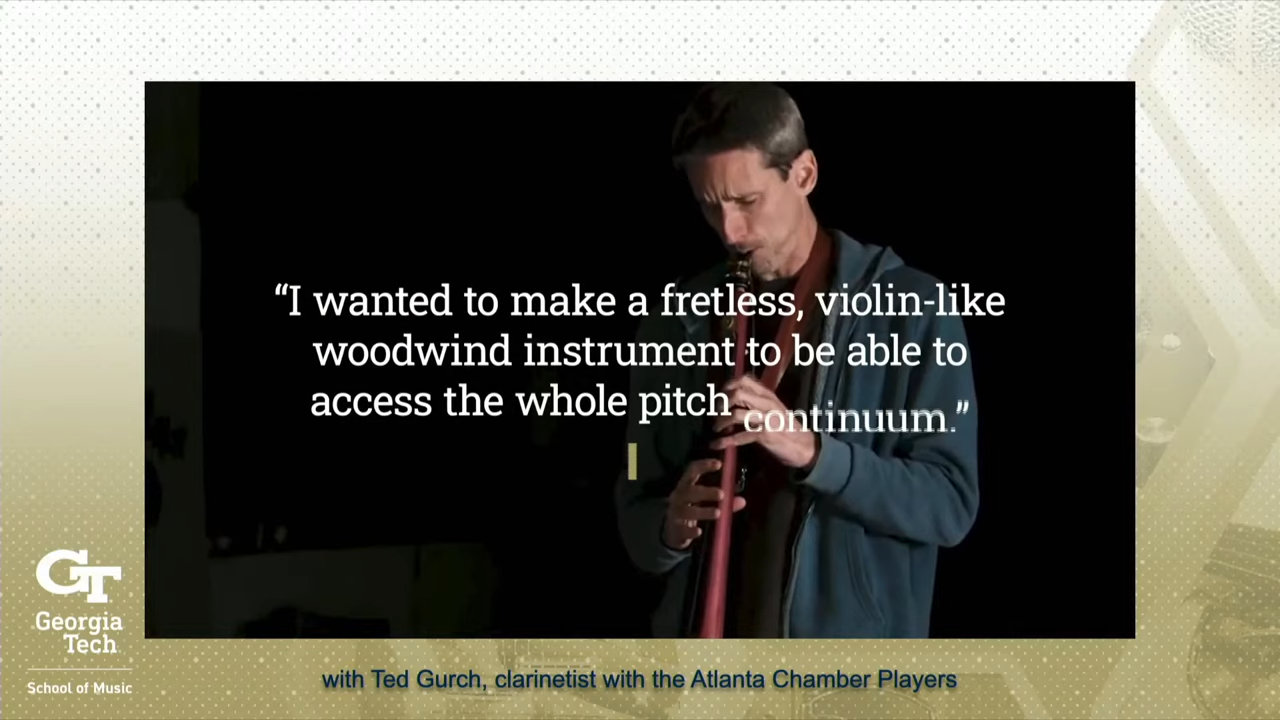 “I wanted to make a fretless, violin-like
woodwind instrument to be able to
access the whole pitch continuum.”
GT
Georgia
Tech
School of Music
with Ted Gurch, clarinetist with the Atlanta Chamber Players